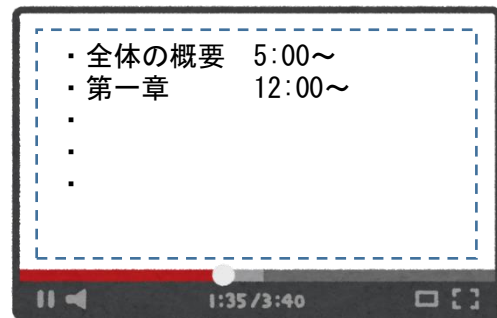 ・全体の概要　5:00～
・第一章　　　12:00～
・
・
・
1:35/3:40